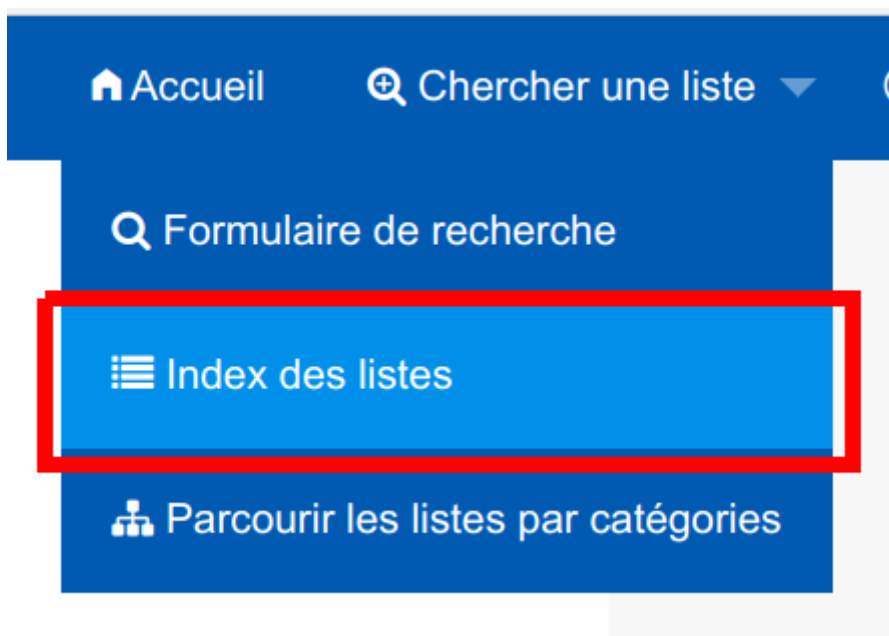 Accueil Chercher une liste
Formulaire de recherche
Index des listes
Parcourir les listes par catégories